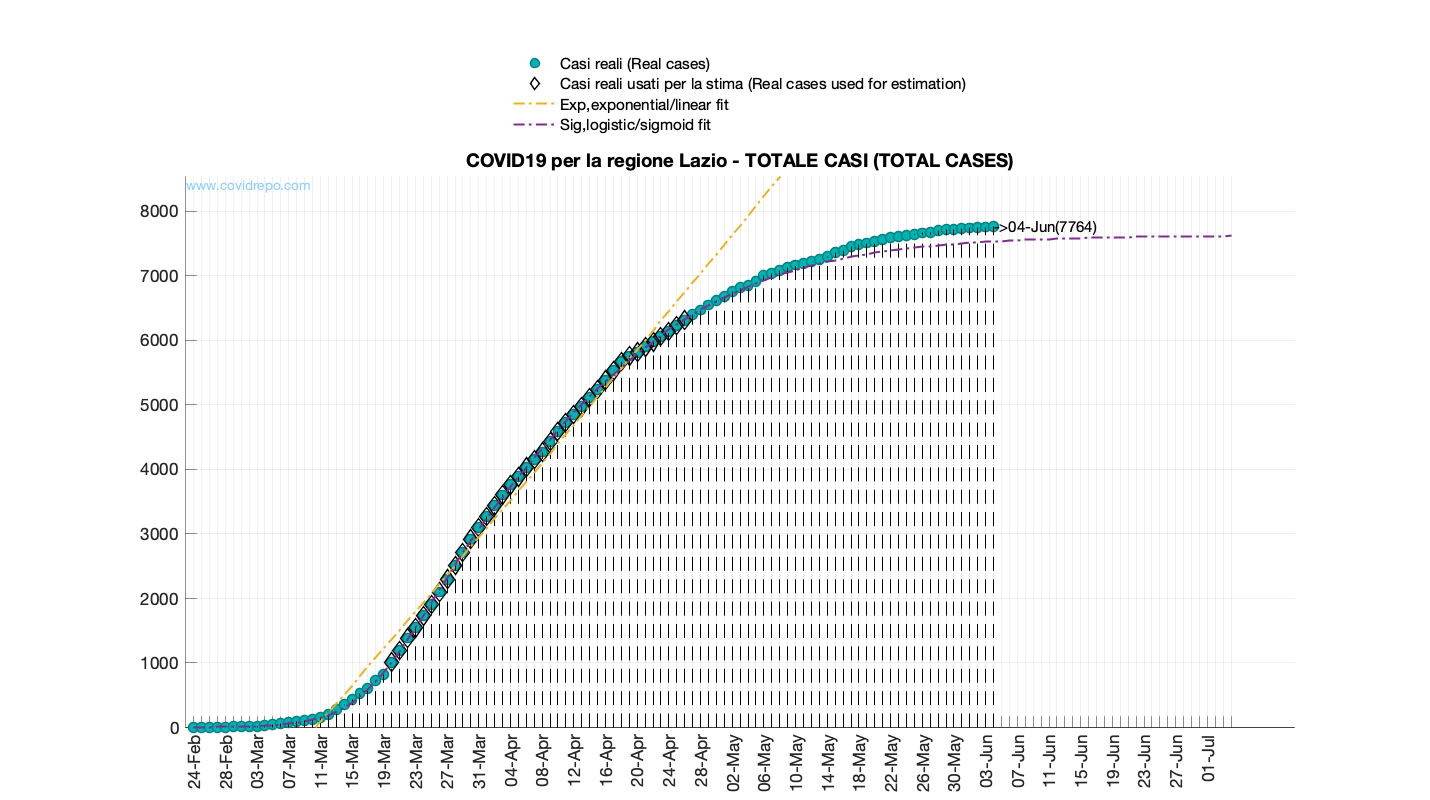 Casi reali (Real cases)
Casi reali usati per la stima (Real cases used for estimation)
Exp,exponential/linear fit
Sig,logistic/sigmoid fit
COVID19 per la regione Lazio - TOTALE CASI (TOTAL CASES)
www.covidrepo.com
8000
7000
6000
5000
4000
3000
2000
1000
0
>04-Jun(7764)
24-Feb
28-Feb
03-Mar
07-Mar
11-Mar
15-Mar
19-Mar
23-Mar
27-Mar
31-Mar
04-Apr
08-Apr
12-Apr
16-Apr
20-Apr
24-Apr
28-Apr
02-May
06-May
10-May
14-May
18-May
22-May
26-May
30-May
03-Jun
07-Jun
11-Jun
15-Jun
19-Jun
23-Jun
27-Jun
01-Jul